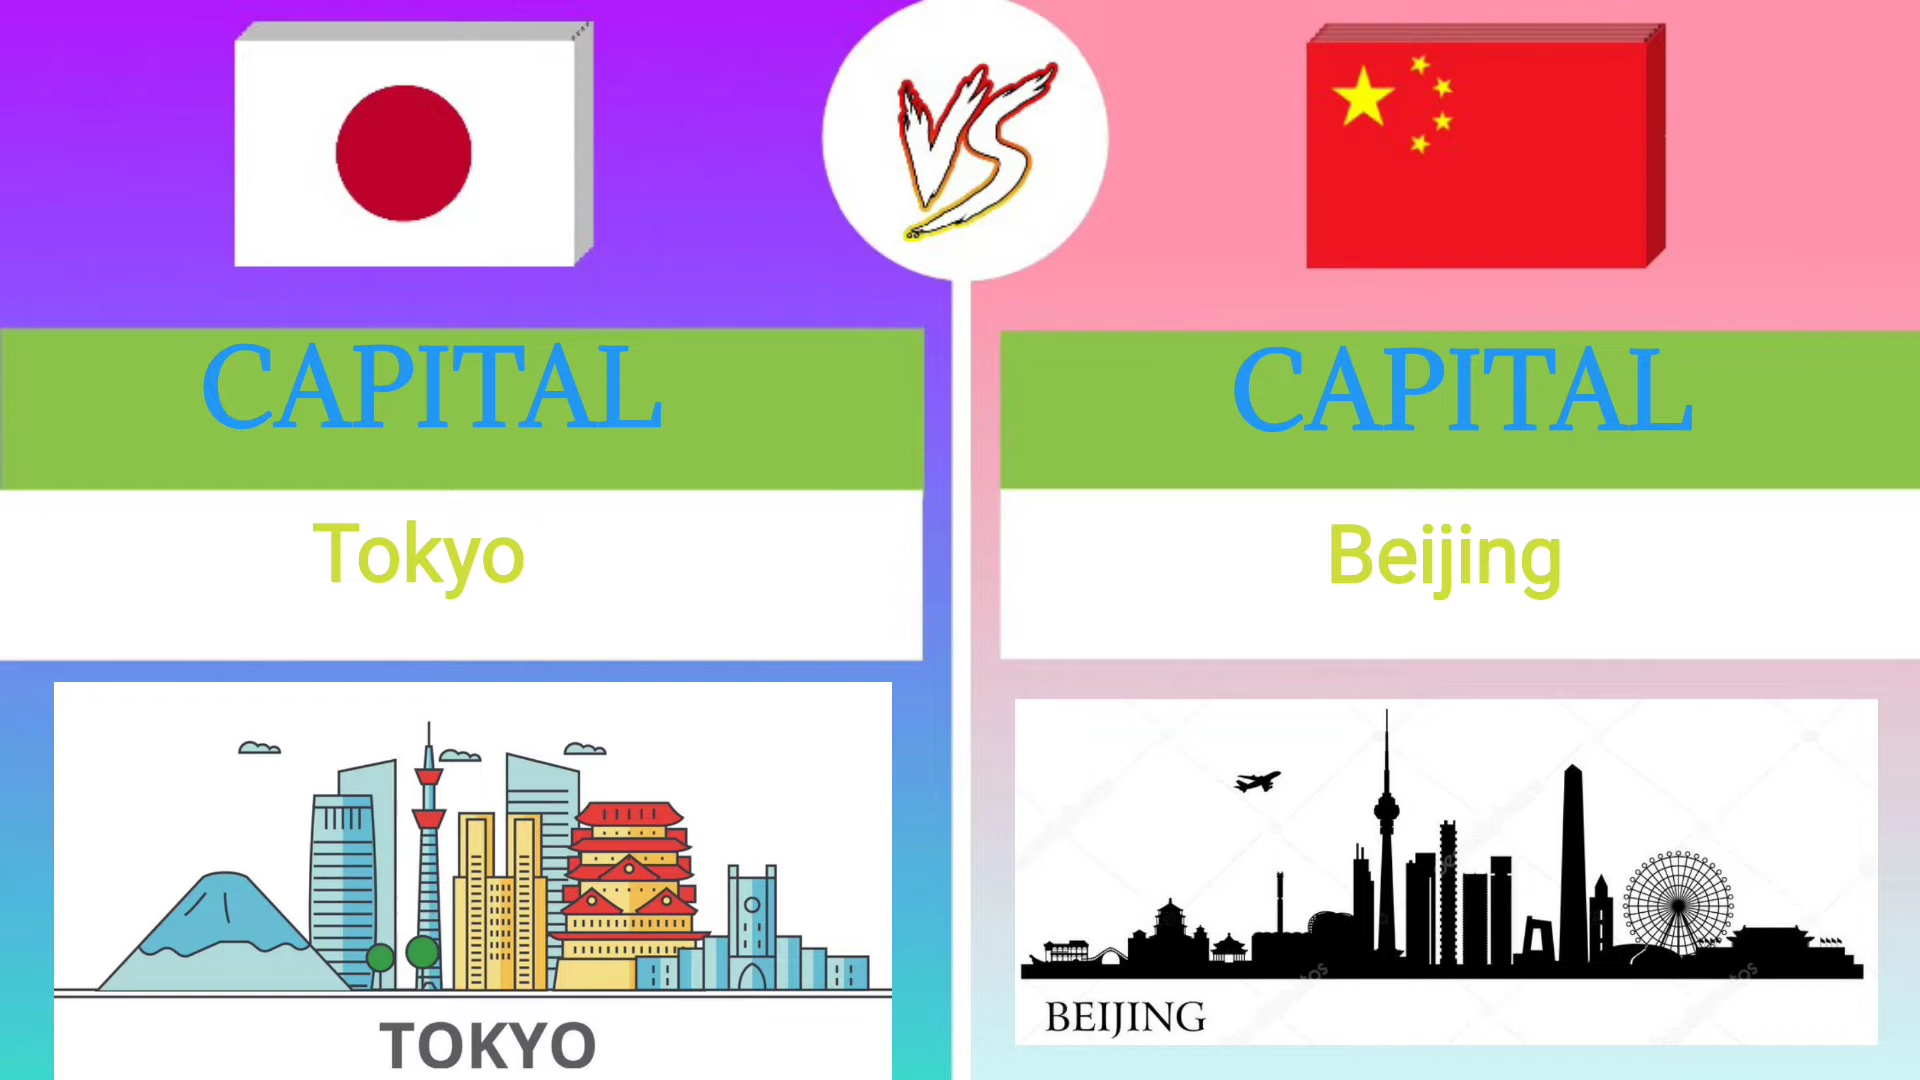 VS
CAPITAL
CAPITAL
Tokyo
Beijing
TOKYO
BEIJING